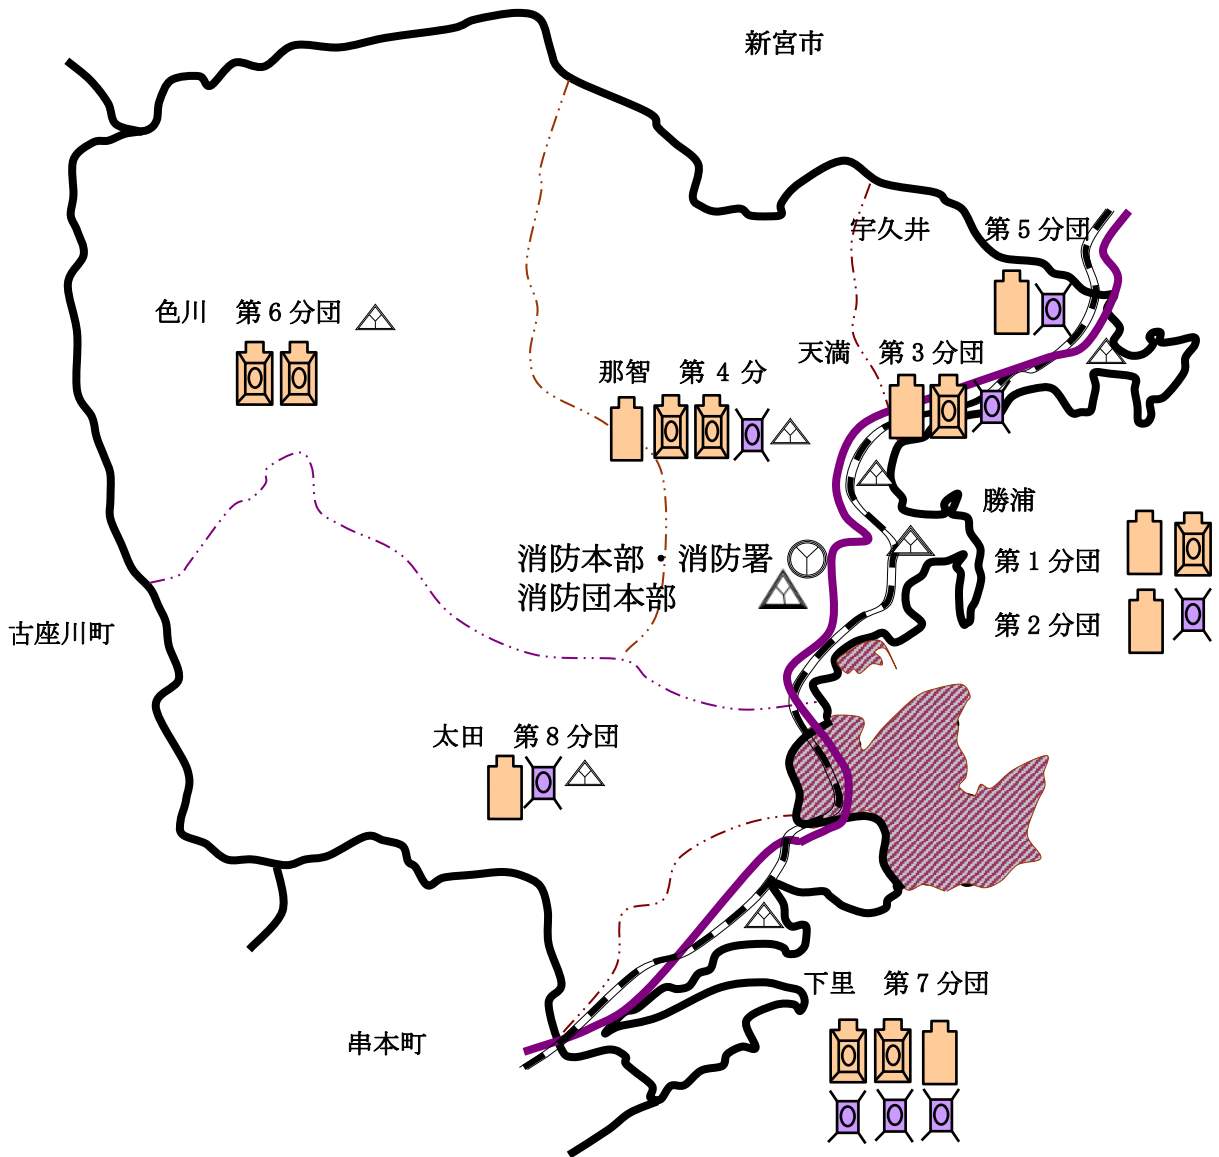 新宮市
宇久井　第５分団
色川　第６分団
天満　第３分団
那智　第４分
勝浦
消防本部・消防署
第１分団
消防団本部
第２分団
古座川町
太田　第８分団
下里　第７分団
串本町